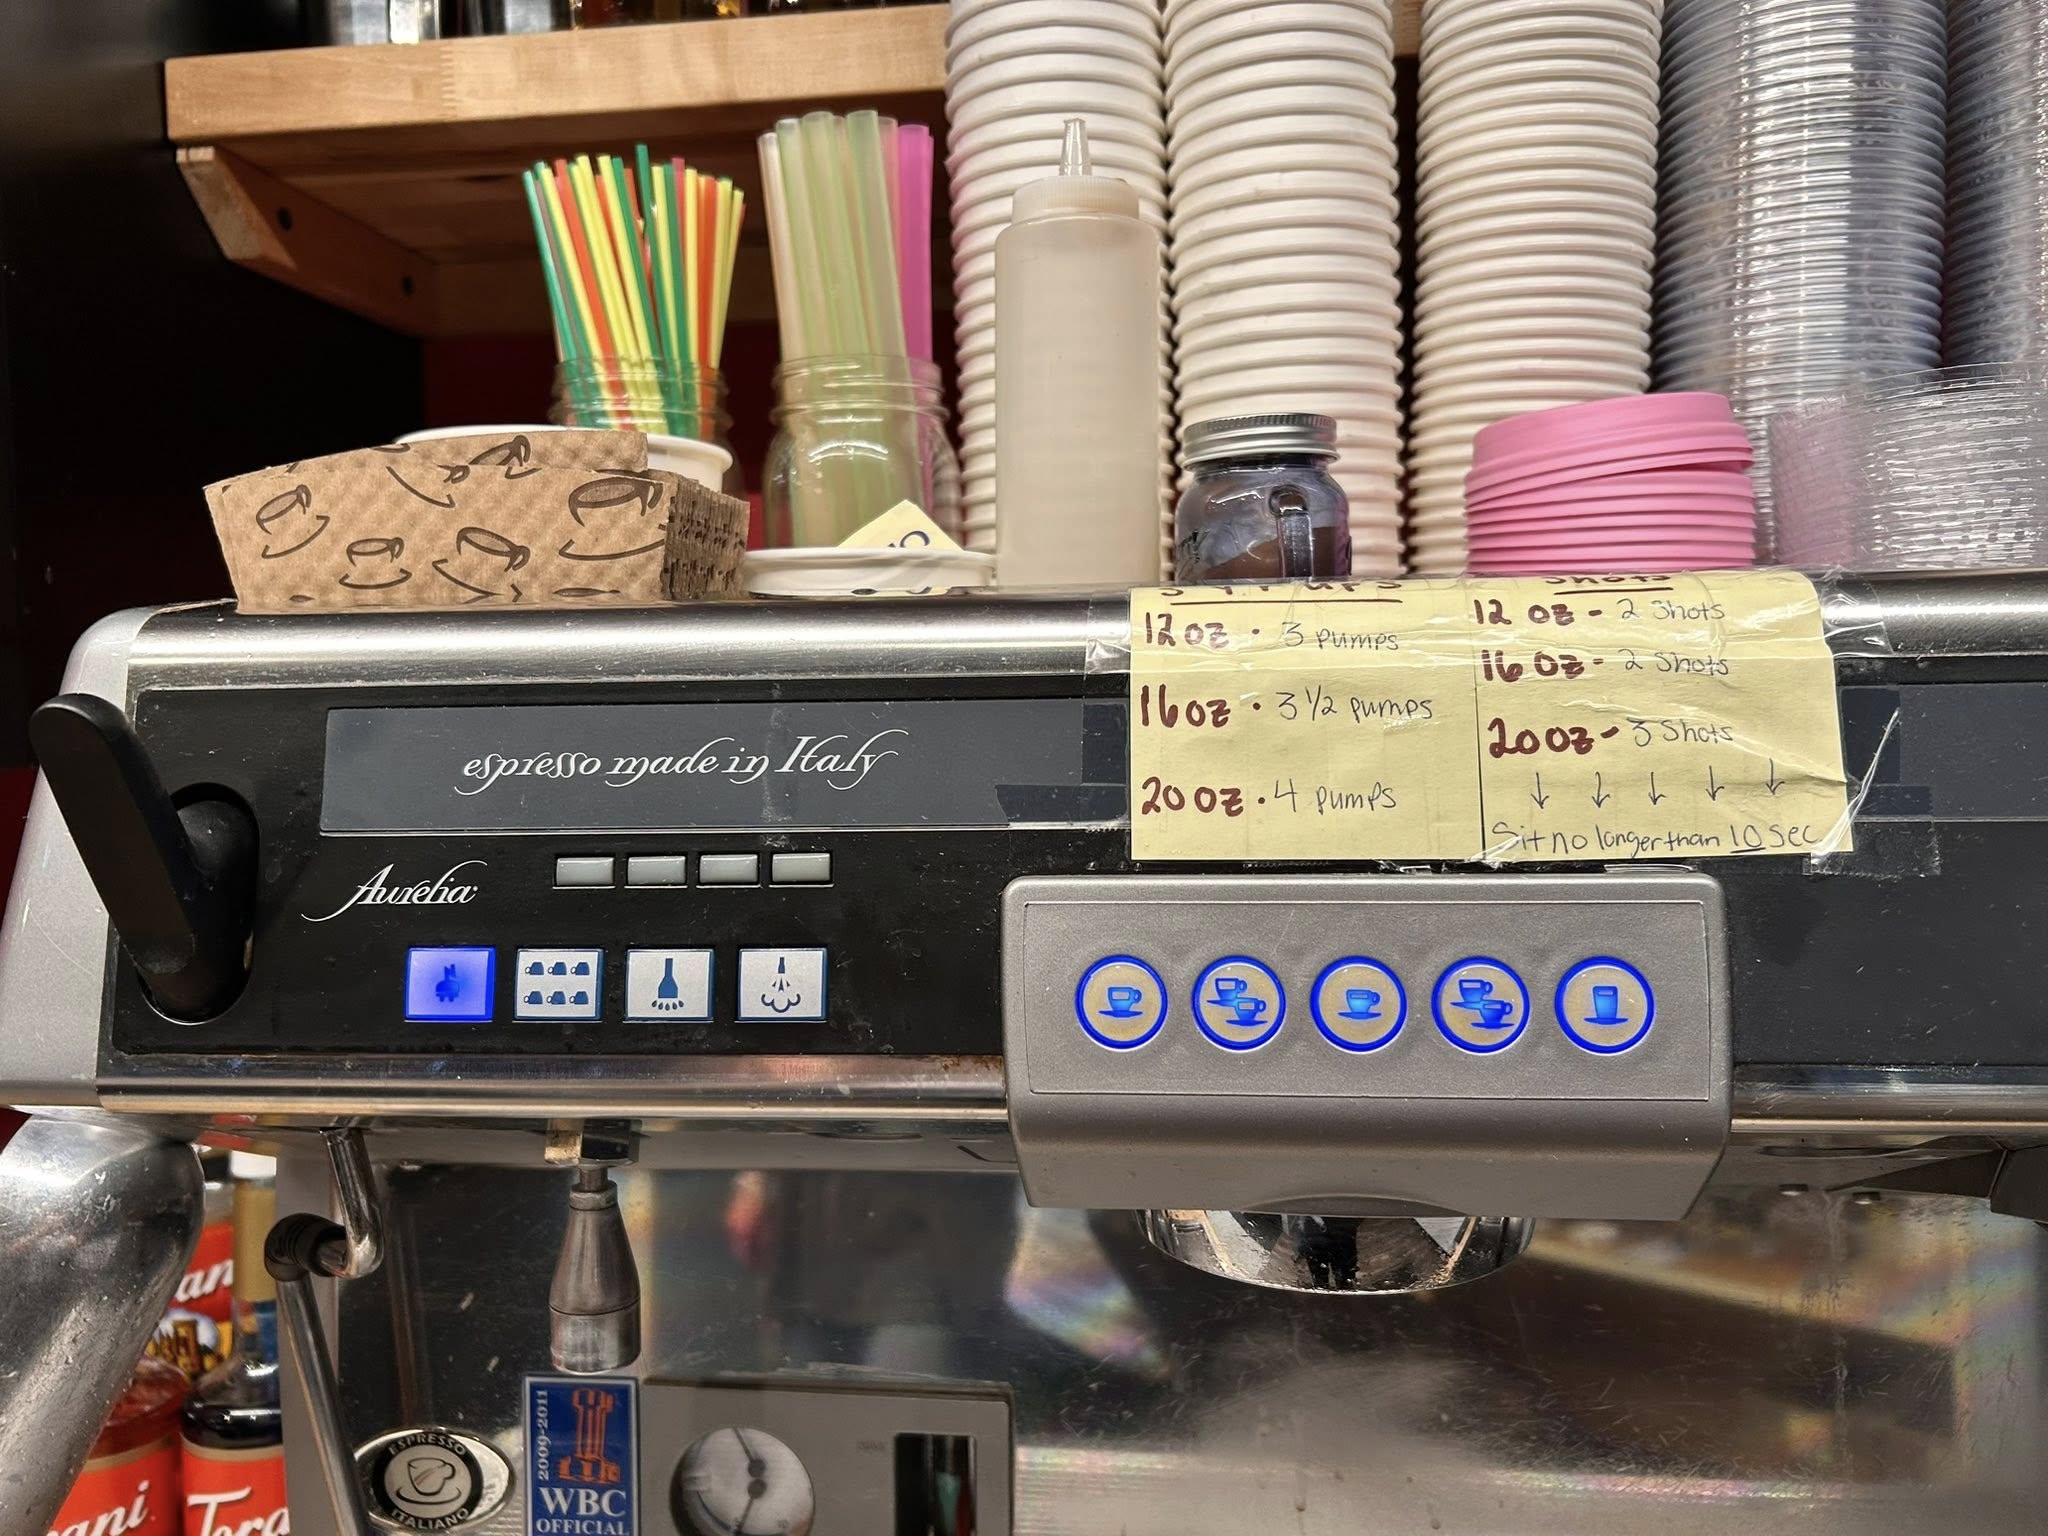 Shots
12 oz · 3 pumps
16 oz · 3 1/2 pumps
20 oz · 4 pumps
12 oz - 2 Shots
16 oz - 2 Shots
20 oz - 3 Shots
Sit no longer than 10 sec
espresso made in Italy
Aurelia
ESPRESSO
ITALIANO
2009-2011
WBC
OFFICIAL